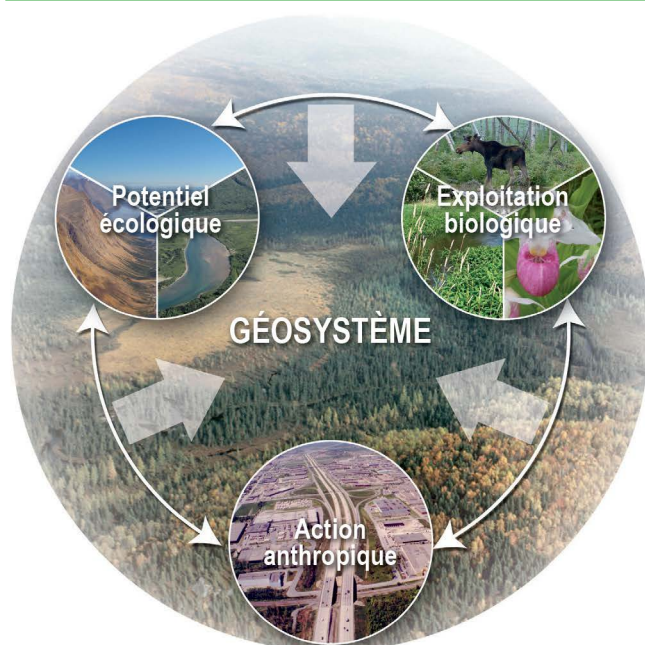 Potentiel
écologique
Exploitation
biologique
GÉOSYSTÈME
Action
anthropique